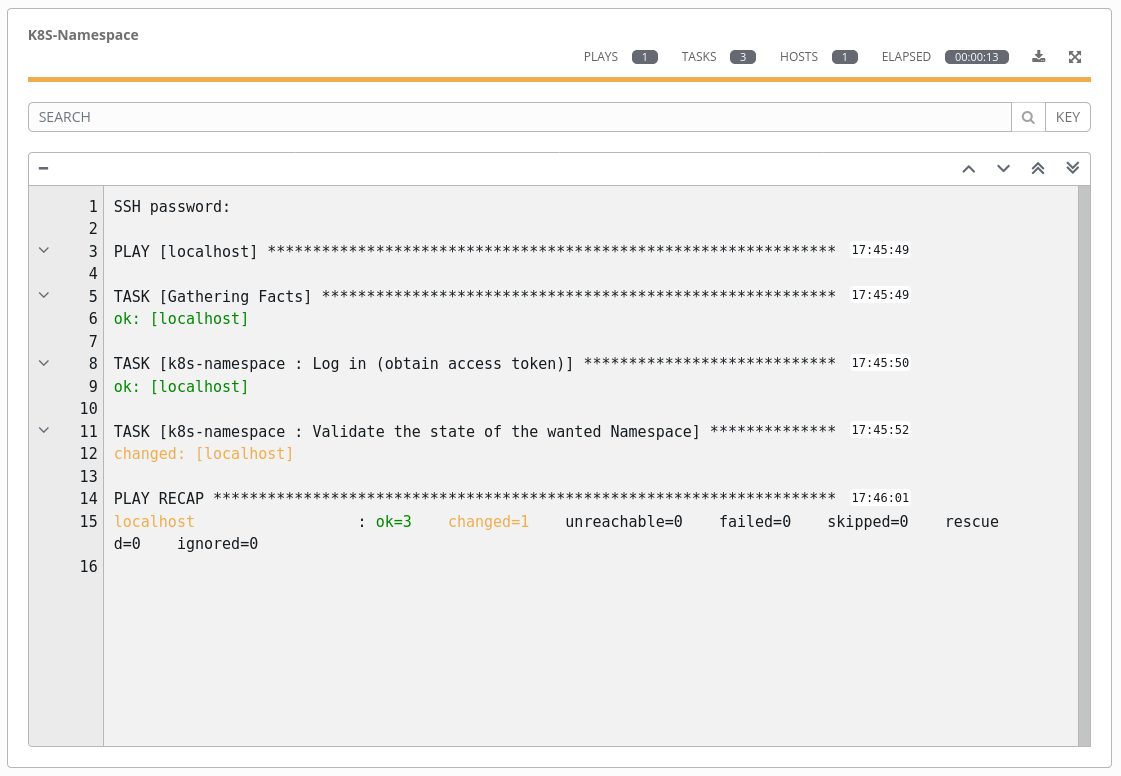 K8S-Namespace
PLAYS 1 TASKS 3 HOSTS 1 ELAPSED 00:00:13
SEARCH KEY
1 SSH password:
2
3 PLAY [localhost] *************************************************************** 17:45:49
4
5 TASK [Gathering Facts] ********************************************************* 17:45:49
6 ok: [localhost]
7
8 TASK [k8s-namespace : Log in (obtain access token)] **************************** 17:45:50
9 ok: [localhost]
10
11 TASK [k8s-namespace : Validate the state of the wanted Namespace] ************** 17:45:52
12 changed: [localhost]
13
14 PLAY RECAP ********************************************************************* 17:46:01
15 localhost                  : ok=3    changed=1    unreachable=0    failed=0    skipped=0    rescue
d=0    ignored=0
16